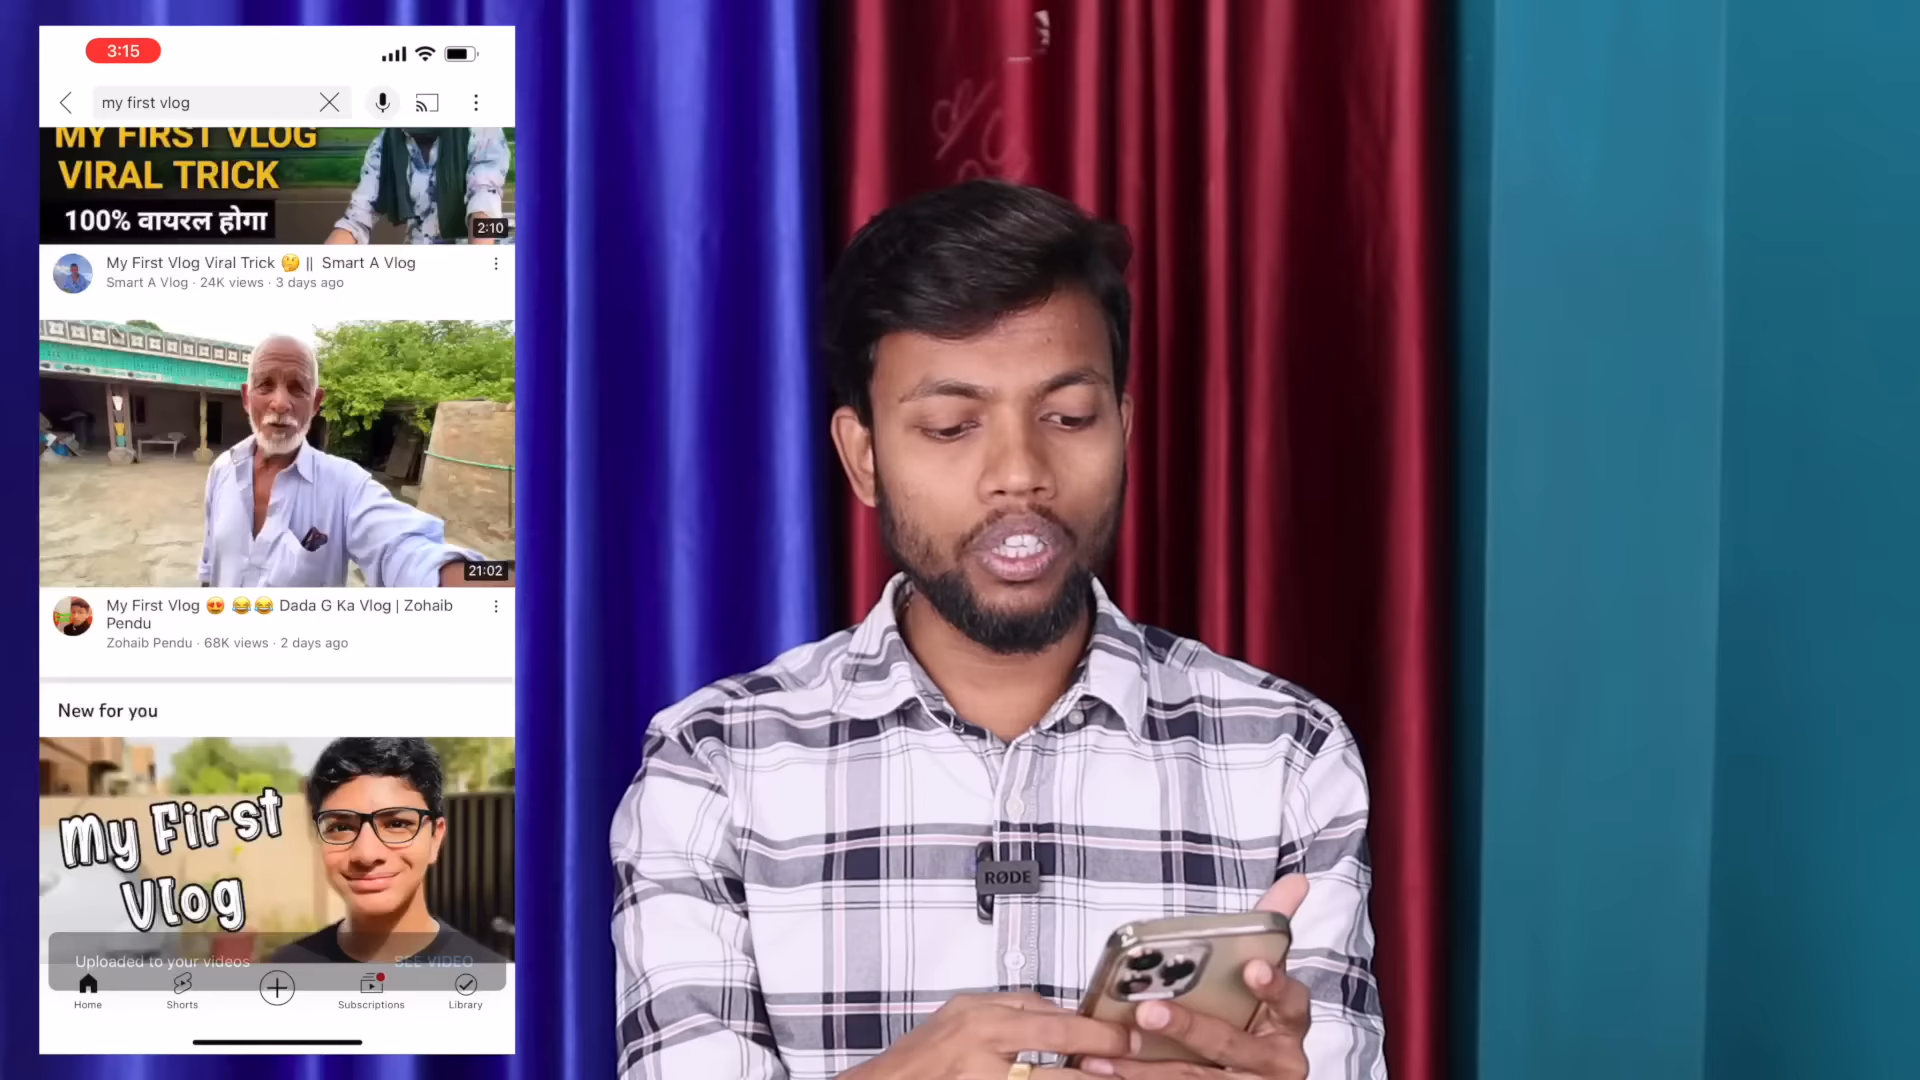 3:15
my first vlog
MY FIRST VLOG
VIRAL TRICK
100% वायरल होगा
2:10
My First Vlog Viral Trick 🤔 || Smart A Vlog
Smart A Vlog · 24K views · 3 days ago
21:02
My First Vlog 😍 😂😂 Dada G Ka Vlog | Zohaib
Pendu
Zohaib Pendu · 68K views · 2 days ago
New for you
My First
Vlog
Uploaded to your videos SEE VIDEO
Home Shorts Subscriptions Library
RØDE